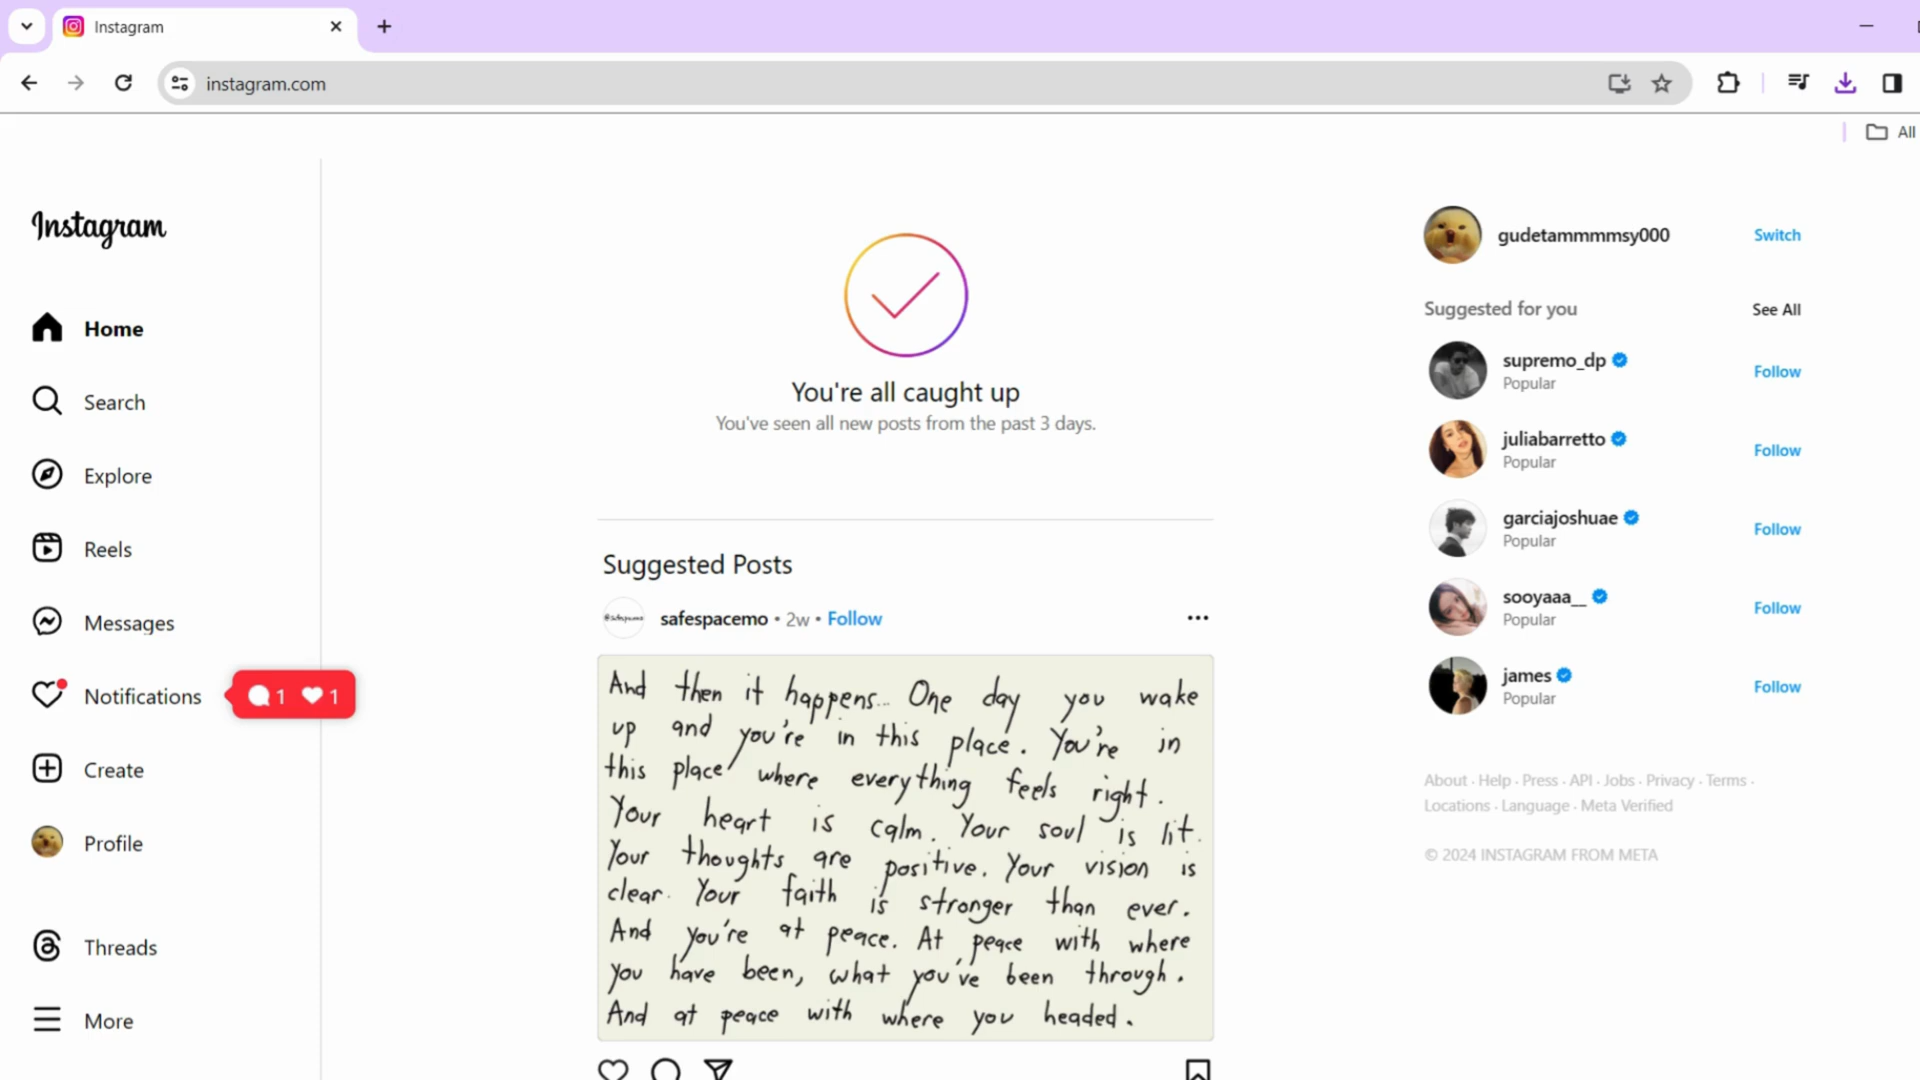 Instagram
instagram.com
All
Instagram
Home
Search
Explore
Reels
Messages
Notifications
1 1
Create
Profile
Threads
More
You're all caught up
You've seen all new posts from the past 3 days.
Suggested Posts
safespacemo • 2w • Follow
And then it happens... One day you wake
up and you're in this place. You're in
this place where everything feels right.
Your heart is calm. Your soul is lit.
Your thoughts are positive. Your vision is
clear. Your faith is stronger than ever.
And you're at peace. At peace with where
you have been, what you've been through.
And at peace with where you headed.
gudetammmmsy000 Switch
Suggested for you See All
supremo_dp Follow
Popular
juliabarretto Follow
Popular
garciajoshuae Follow
Popular
sooyaaa__ Follow
Popular
james Follow
Popular
About · Help · Press · API · Jobs · Privacy · Terms ·
Locations · Language · Meta Verified
© 2024 INSTAGRAM FROM META